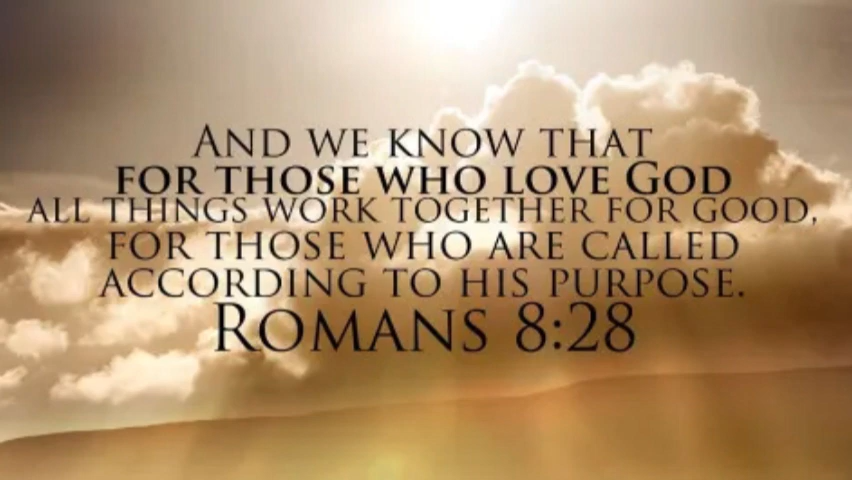 AND WE KNOW THAT
FOR THOSE WHO LOVE GOD
ALL THINGS WORK TOGETHER FOR GOOD,
FOR THOSE WHO ARE CALLED
ACCORDING TO HIS PURPOSE.
ROMANS 8:28